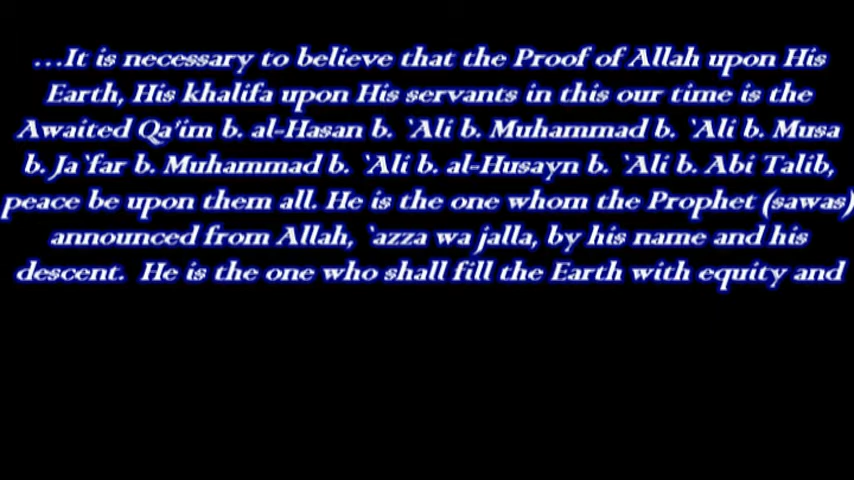 …It is necessary to believe that the Proof of Allah upon His
Earth, His khalifa upon His servants in this our time is the
Awaited Qa'im b. al-Hasan b. `Ali b. Muhammad b. `Ali b. Musa
b. Ja`far b. Muhammad b. `Ali b. al-Husayn b. `Ali b. Abi Talib,
peace be upon them all. He is the one whom the Prophet (sawas)
announced from Allah, `azza wa jalla, by his name and his
descent. He is the one who shall fill the Earth with equity and